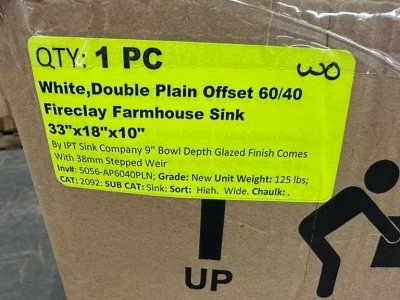 QTY: 1 PC
WO
White,Double Plain Offset 60/40
Fireclay Farmhouse Sink
33"x18"x10"
By IPT Sink Company 9" Bowl Depth Glazed Finish Comes
With 38mm Stepped Weir
Inv#: 5056-AP6040PLN; Grade: New Unit Weight: 125 lbs;
CAT: 2092: SUB CAT: Sink: Sort: High. Wide. Chaulk: .
UP